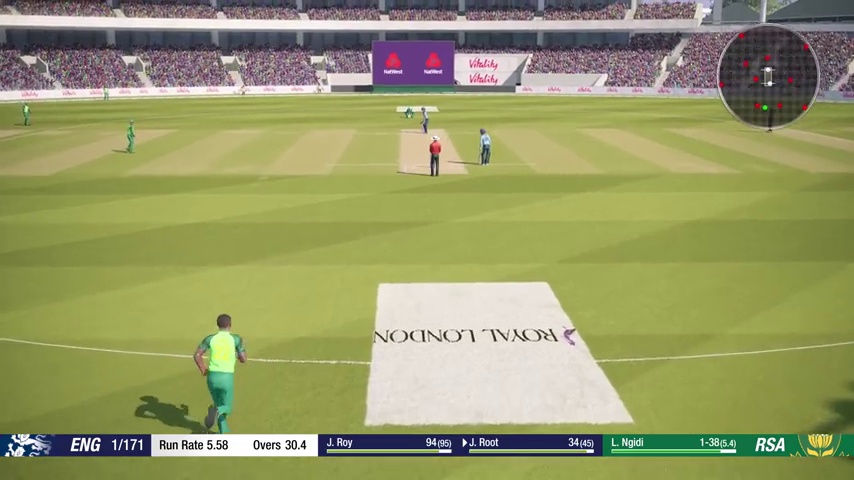 NatWest NatWest
Vitality
Vitality
ROYAL LONDON
ENG 1/171 Run Rate 5.58 Overs 30.4 J. Roy 94(95) J. Root 34(45) L. Ngidi 1-38(5.4) RSA